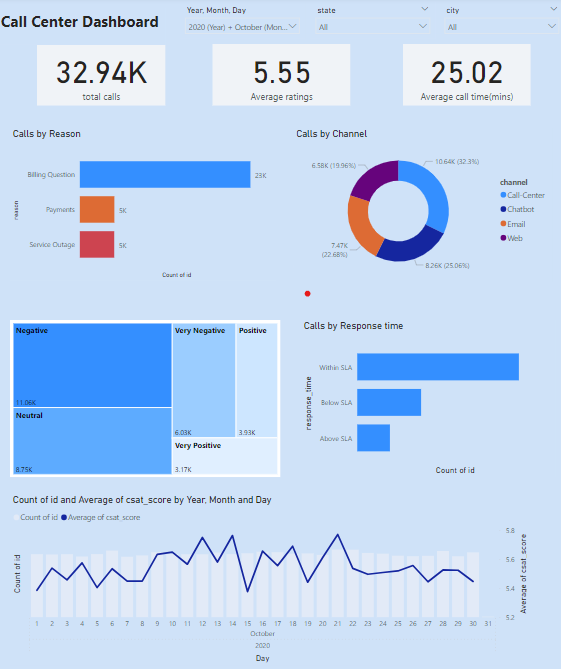 Call Center Dashboard
Year, Month, Day
2020 (Year) + October (Mon...
state
All
city
All
32.94K
total calls
5.55
Average ratings
25.02
Average call time(mins)
Calls by Reason
reason
Billing Question
23K
Payments
5K
Service Outage
5K
Count of id
Calls by Channel
6.58K (19.96%)
10.64K (32.3%)
7.47K
(22.68%)
8.26K (25.06%)
channel
Call-Center
Chatbot
Email
Web
Negative
11.06K
Neutral
8.75K
Very Negative
6.03K
Positive
3.93K
Very Positive
3.17K
Calls by Response time
response_time
Within SLA
Below SLA
Above SLA
Count of id
Count of id and Average of csat_score by Year, Month and Day
Count of id
Average of csat_score
Count of id
5.8
5.6
5.4
5.2
Average of csat_score
1 2 3 4 5 6 7 8 9 10 11 12 13 14 15 16 17 18 19 20 21 22 23 24 25 26 27 28 29 30 31
October
2020
Day